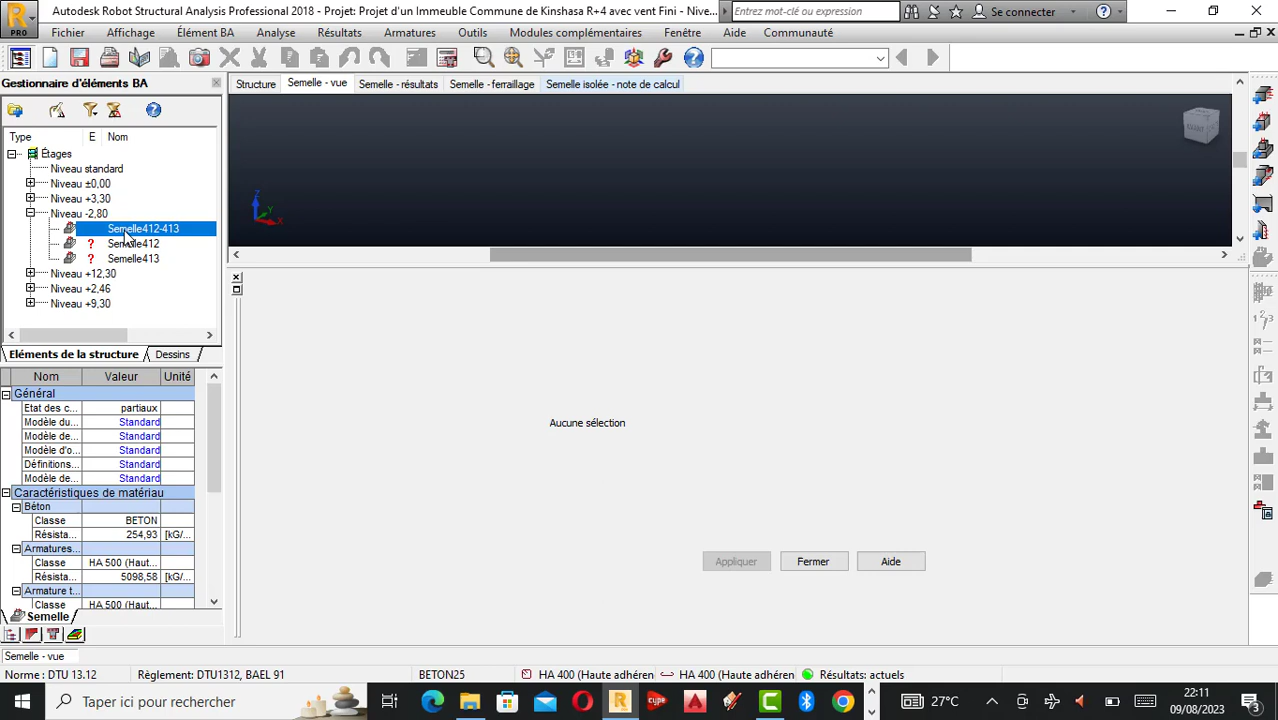 Autodesk Robot Structural Analysis Professional 2018 - Projet: Projet d'un Immeuble Commune de Kinshasa R+4 avec vent Fini - Nive...
Entrez mot-clé ou expression
Se connecter
PRO
Fichier Affichage Élément BA Analyse Résultats Armatures Outils Modules complémentaires Fenêtre Aide Communauté
Gestionnaire d'éléments BA
Structure Semelle - vue Semelle - résultats Semelle - ferraillage Semelle isolée - note de calcul
Type E Nom
Étages
Niveau standard
Niveau ±0,00
Niveau +3,30
Niveau -2,80
Semelle412-413
? Semelle412
? Semelle413
Niveau +12,30
Niveau +2,46
Niveau +9,30
Z
Y
X
Eléments de la structure Dessins
Nom Valeur Unité
Général
Etat des c... partiaux
Modèle du... Standard
Modèle de... Standard
Modèle d'o... Standard
Définitions... Standard
Modèle de... Standard
Caractéristiques de matériau
Béton
Classe BETON
Résista... 254,93 [kG/...
Armatures...
Classe HA 500 (Haut...
Résista... 5098,58 [kG/...
Armature t...
Classe HA 500 (Haut...
Semelle
Aucune sélection
Appliquer Fermer Aide
Semelle - vue
Norme : DTU 13.12 Règlement: DTU1312, BAEL 91 BETON25 HA 400 (Haute adhéren HA 400 (Haute adhéren Résultats: actuels
Taper ici pour rechercher
27°C
22:11
09/08/2023
3